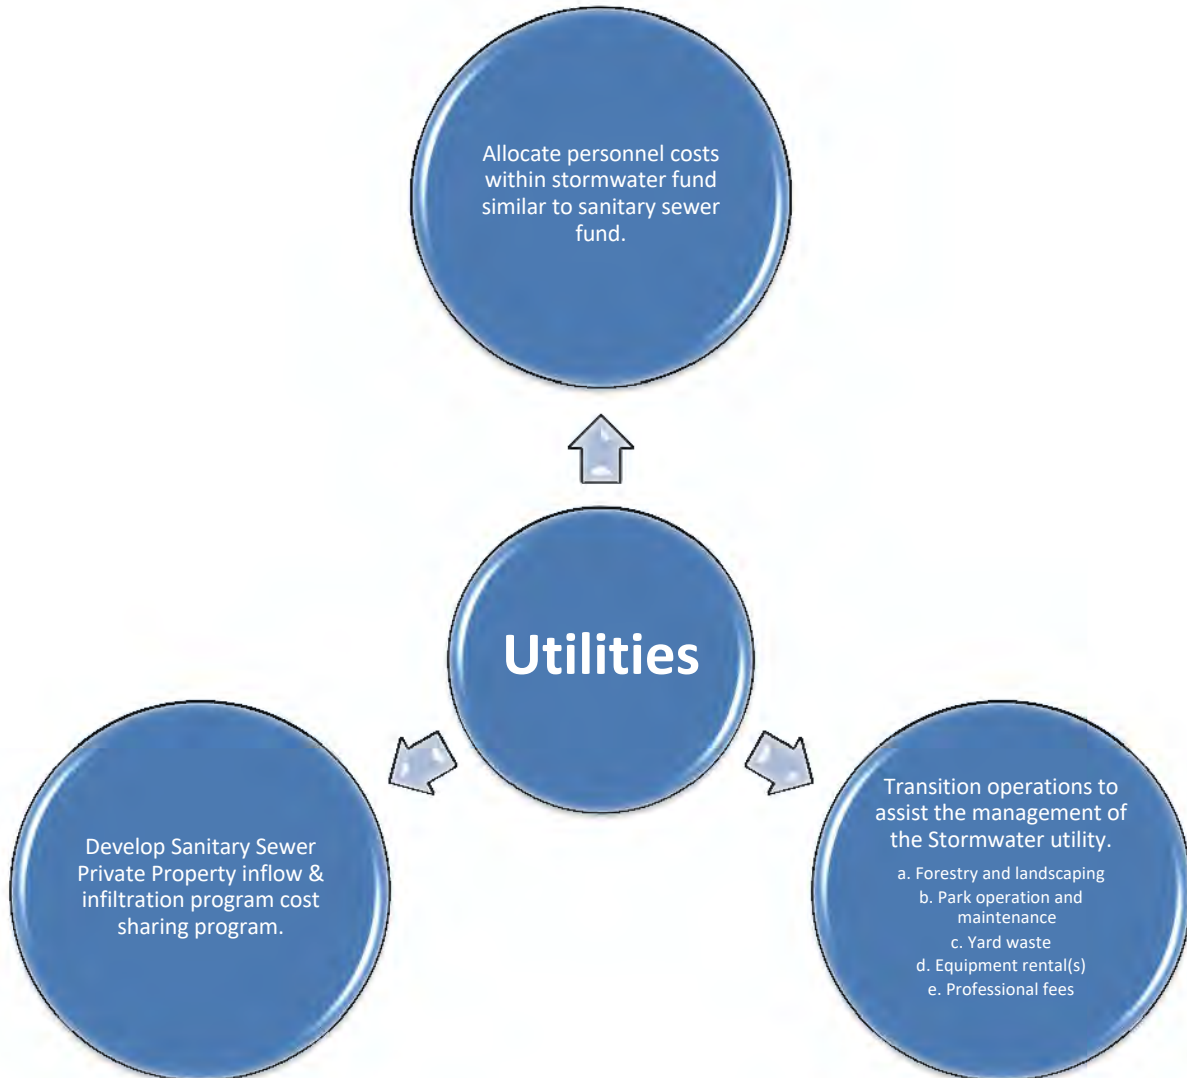 Allocate personnel costs
within stormwater fund
similar to sanitary sewer
fund.
Utilities
Develop Sanitary Sewer
Private Property inflow &
infiltration program cost
sharing program.
Transition operations to
assist the management of
the Stormwater utility.
a. Forestry and landscaping
b. Park operation and
maintenance
c. Yard waste
d. Equipment rental(s)
e. Professional fees